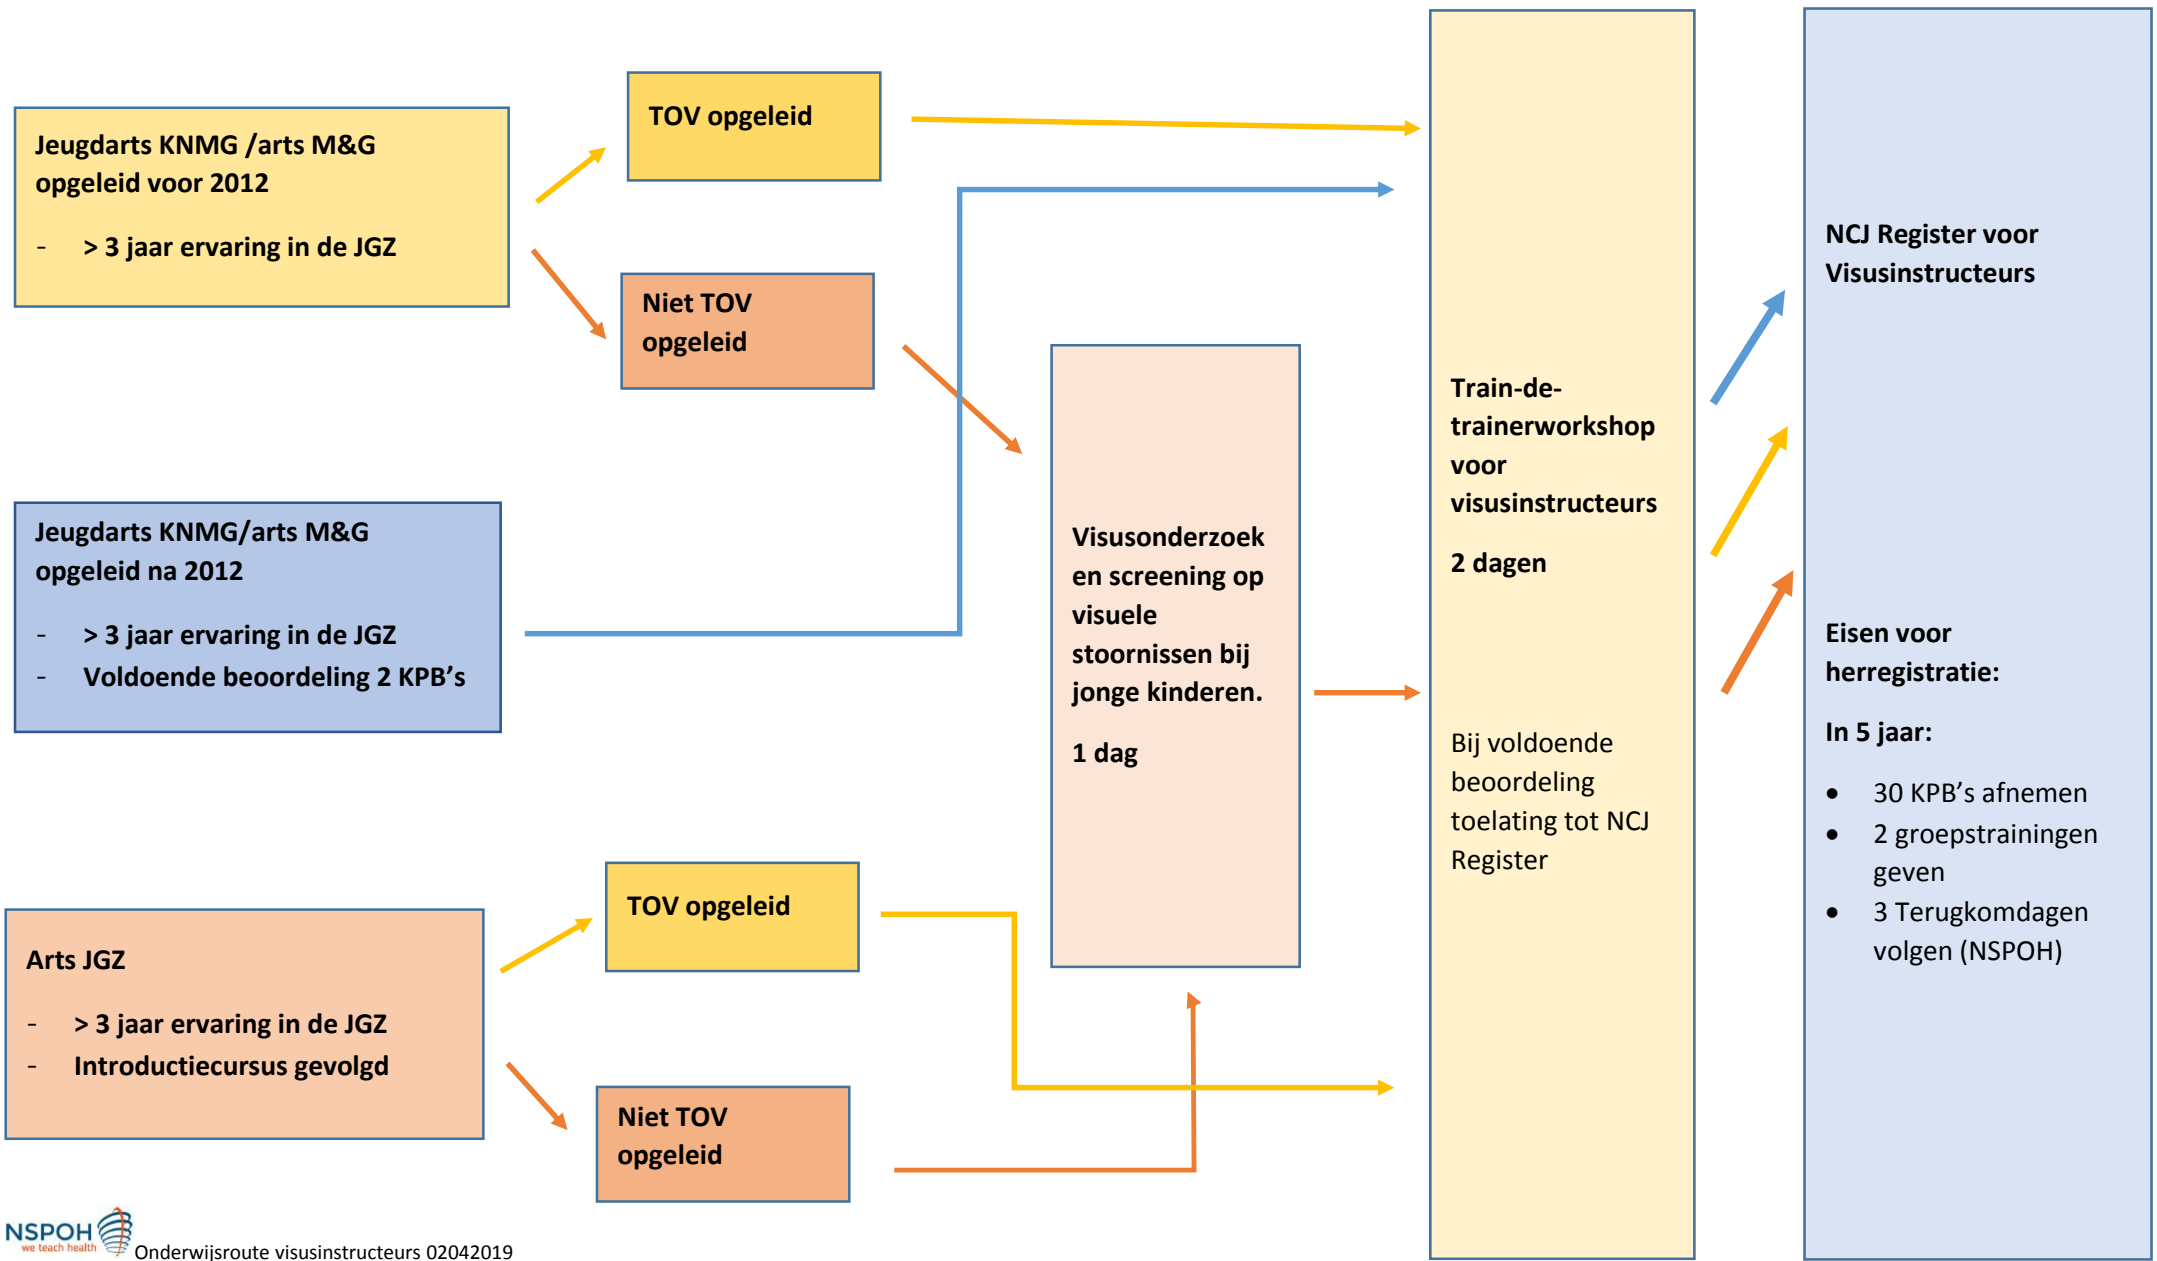 Jeugdarts KNMG /arts M&G
opgeleid voor 2012
- > 3 jaar ervaring in de JGZ
TOV opgeleid
Niet TOV
opgeleid
Jeugdarts KNMG/arts M&G
opgeleid na 2012
- > 3 jaar ervaring in de JGZ
- Voldoende beoordeling 2 KPB’s
Arts JGZ
- > 3 jaar ervaring in de JGZ
- Introductiecursus gevolgd
TOV opgeleid
Niet TOV
opgeleid
Visusonderzoek
en screening op
visuele
stoornissen bij
jonge kinderen.
1 dag
Train-de-
trainerworkshop
voor
visusinstructeurs
2 dagen
Bij voldoende
beoordeling
toelating tot NCJ
Register
NCJ Register voor
Visusinstructeurs
Eisen voor
herregistratie:
In 5 jaar:
• 30 KPB’s afnemen
• 2 groepstrainingen
geven
• 3 Terugkomdagen
volgen (NSPOH)
NSPOH
we teach health
Onderwijsroute visusinstructeurs 02042019